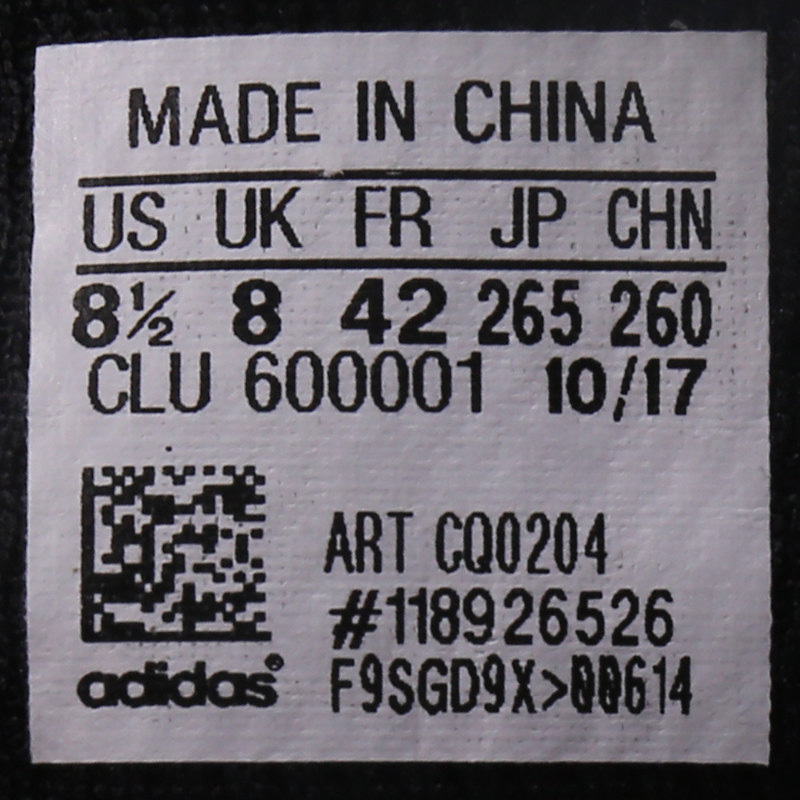 MADE IN CHINA
US UK FR JP CHN
8½ 8 42 265 260
CLU 600001 10/17
ART CQ0204
#118926526
adidas®
F9SGD9X>00614